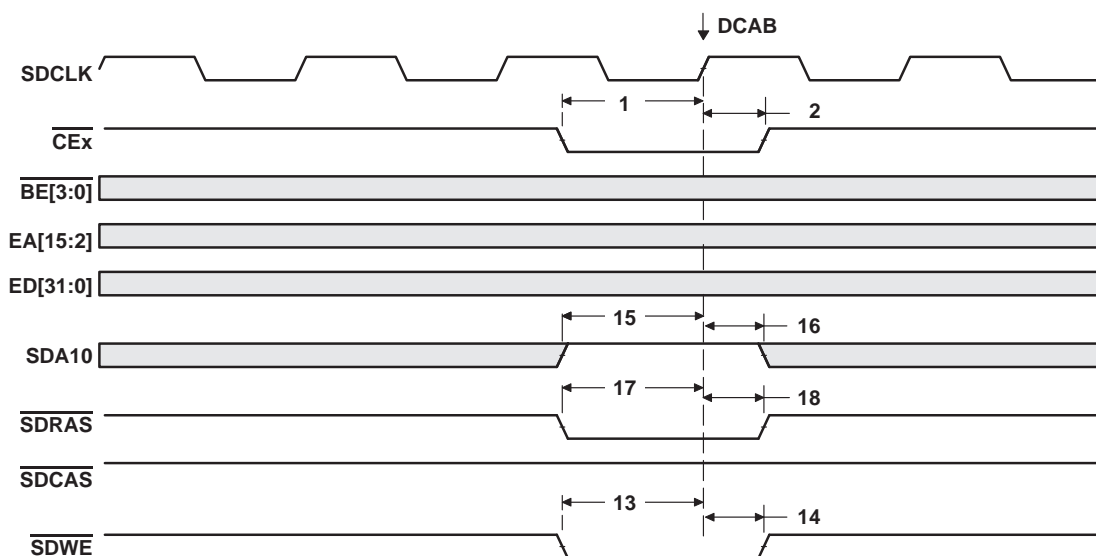 DCAB
SDCLK
1
2
CEx
BE[3:0]
EA[15:2]
ED[31:0]
15
16
SDA10
17
18
SDRAS
SDCAS
13
14
SDWE